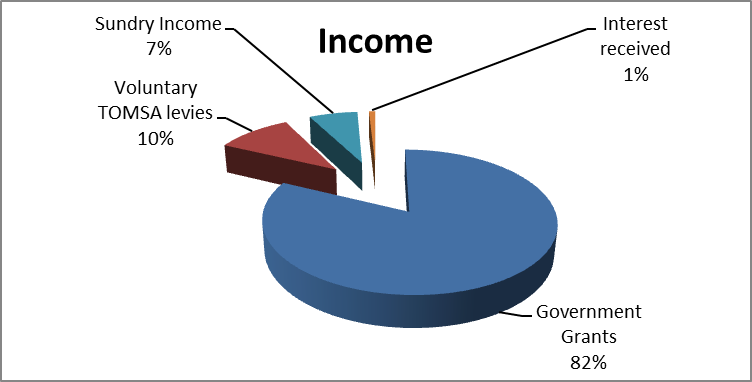 Income
Sundry Income
7%
Interest
received
1%
Voluntary
TOMSA levies
10%
Government
Grants
82%